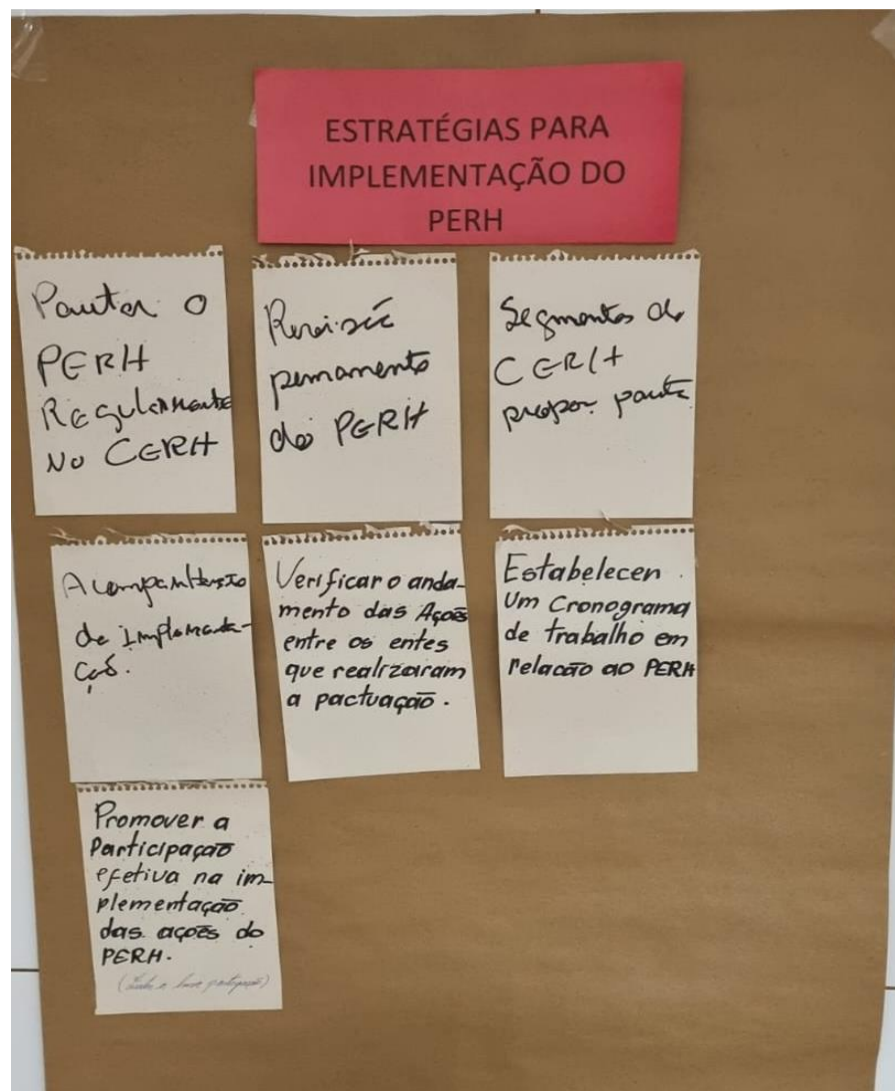 ESTRATÉGIAS PARA
IMPLEMENTAÇÃO DO
PERH
Pautar o
PERH
Regularmente
No CERH
Revisão
permamente
do PERH
Segmentos do
CERH
propor pauta
Acompanhamento
de Implementa-
ção.
Verificar o anda-
mento das Ações
entre os entes
que realizaram
a pactuação.
Estabelecer
Um Cronograma
de trabalho em
relação ao PERH
Promover a
Participação
efetiva na im-
plementação
das ações do
PERH.